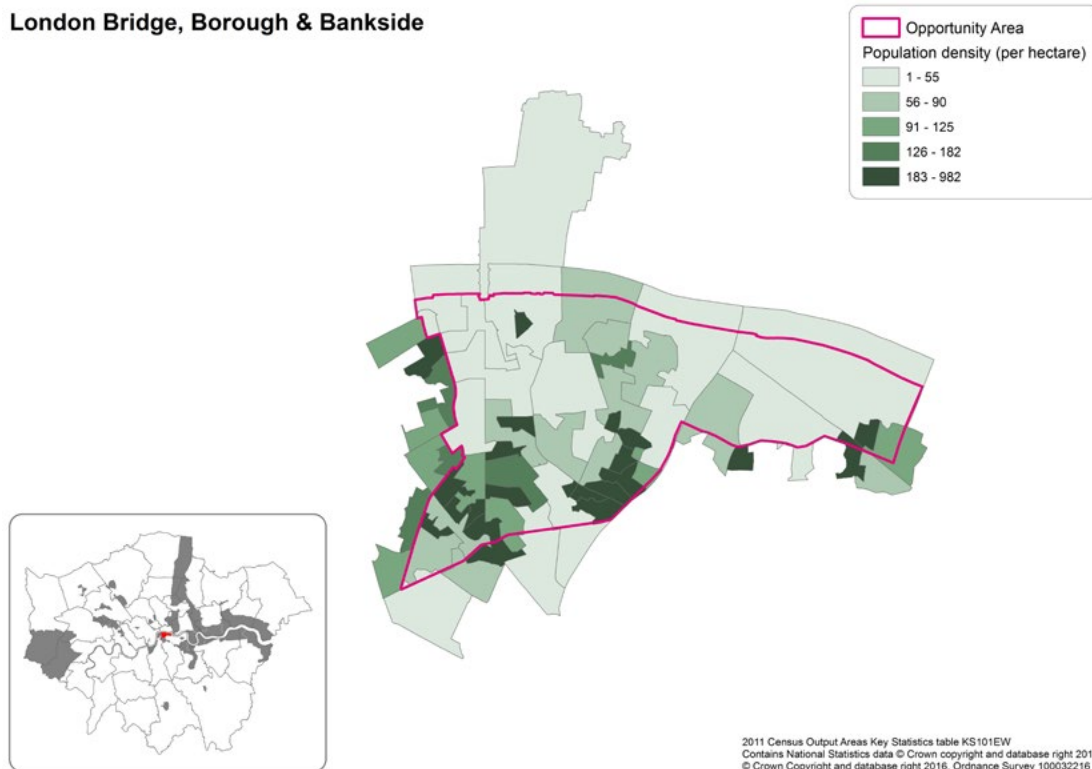 London Bridge, Borough & Bankside
Opportunity Area
Population density (per hectare)
1 - 55
56 - 90
91 - 125
126 - 182
183 - 982
2011 Census Output Areas Key Statistics table KS101EW
Contains National Statistics data © Crown copyright and database right 201
© Crown Copyright and database right 2016. Ordnance Survey 100032216